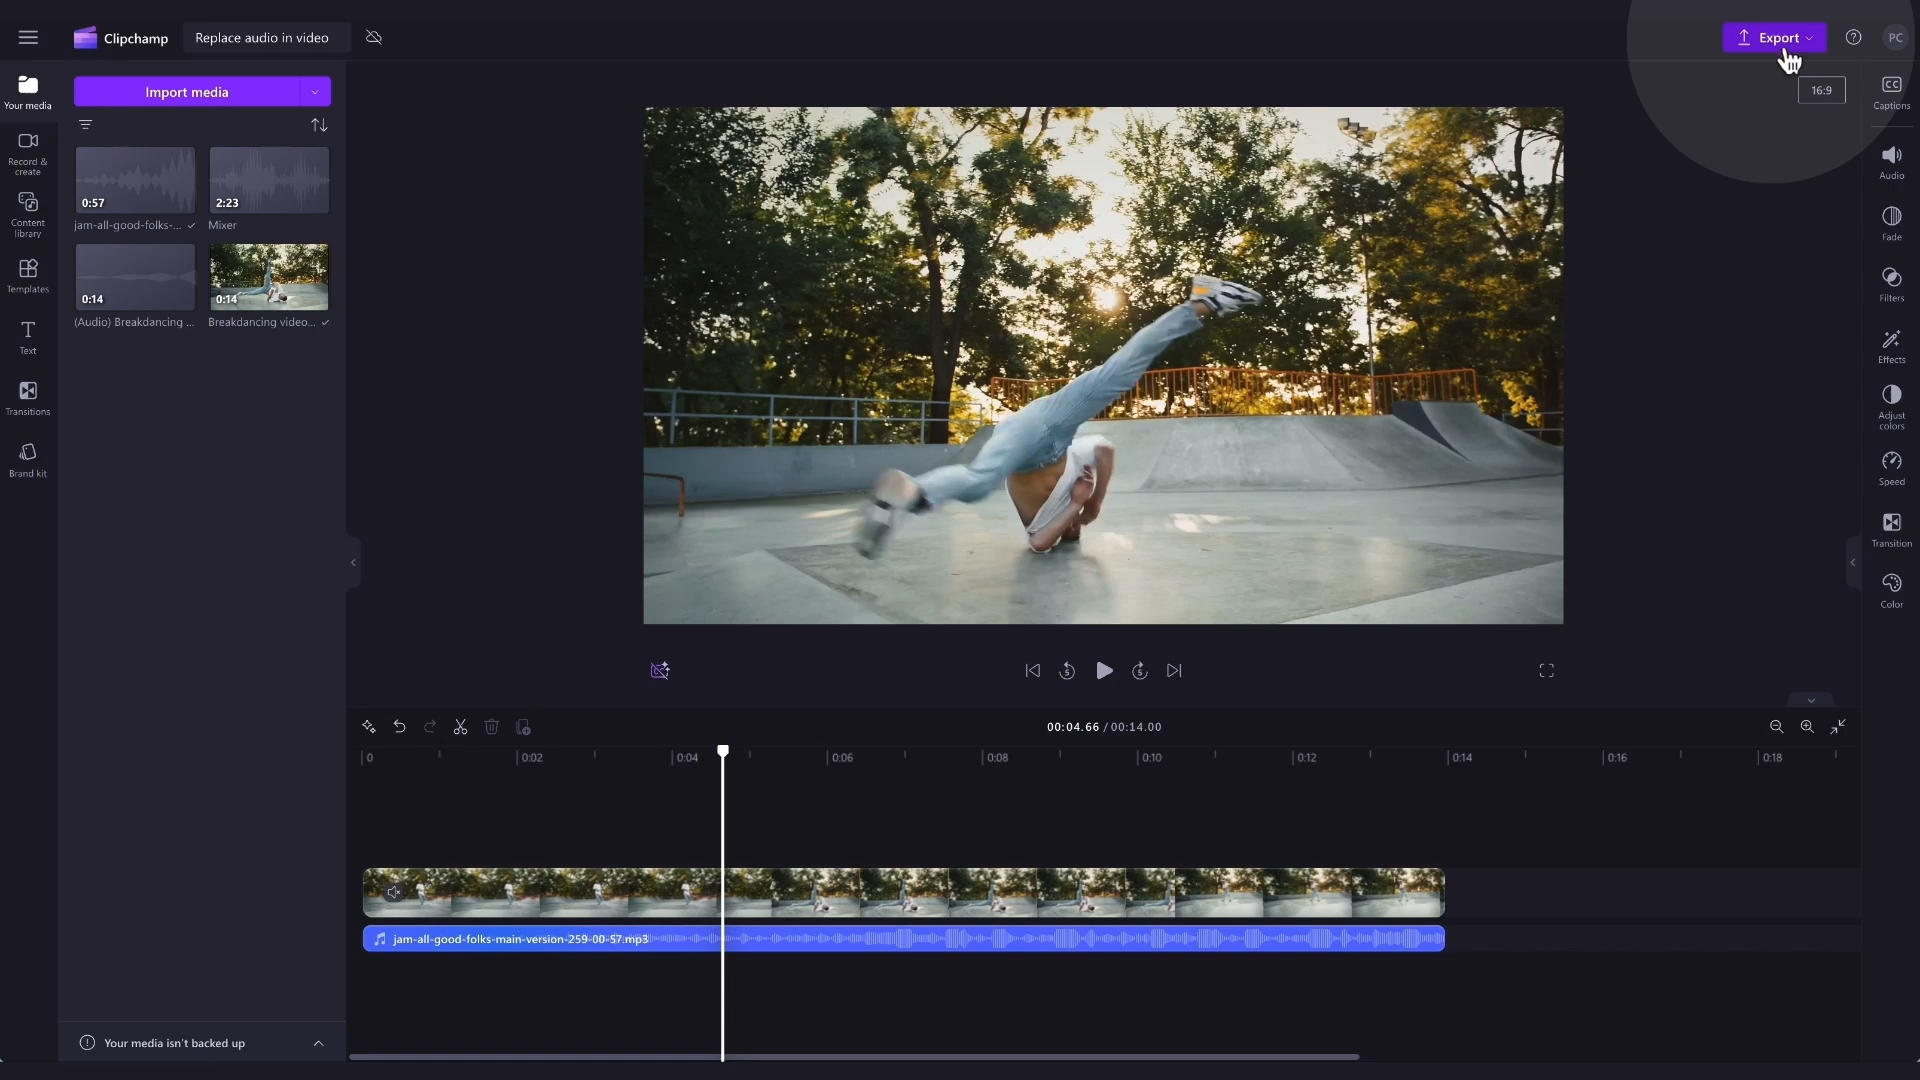 Clipchamp
Replace audio in video
Export
PC
Your media
Import media
16:9
Captions
Record & create
0:57
2:23
jam-all-good-folks-...
Mixer
Audio
Content library
Fade
Templates
0:14
0:14
(Audio) Breakdancing ...
Breakdancing video...
Filters
Text
Effects
Transitions
Adjust colors
Brand kit
Speed
Transition
Color
CC
5
5
00:04.66 / 00:14.00
0
0:02
0:04
0:06
0:08
0:10
0:12
0:14
0:16
0:18
jam-all-good-folks-main-version-259-00-57.mp3
Your media isn't backed up